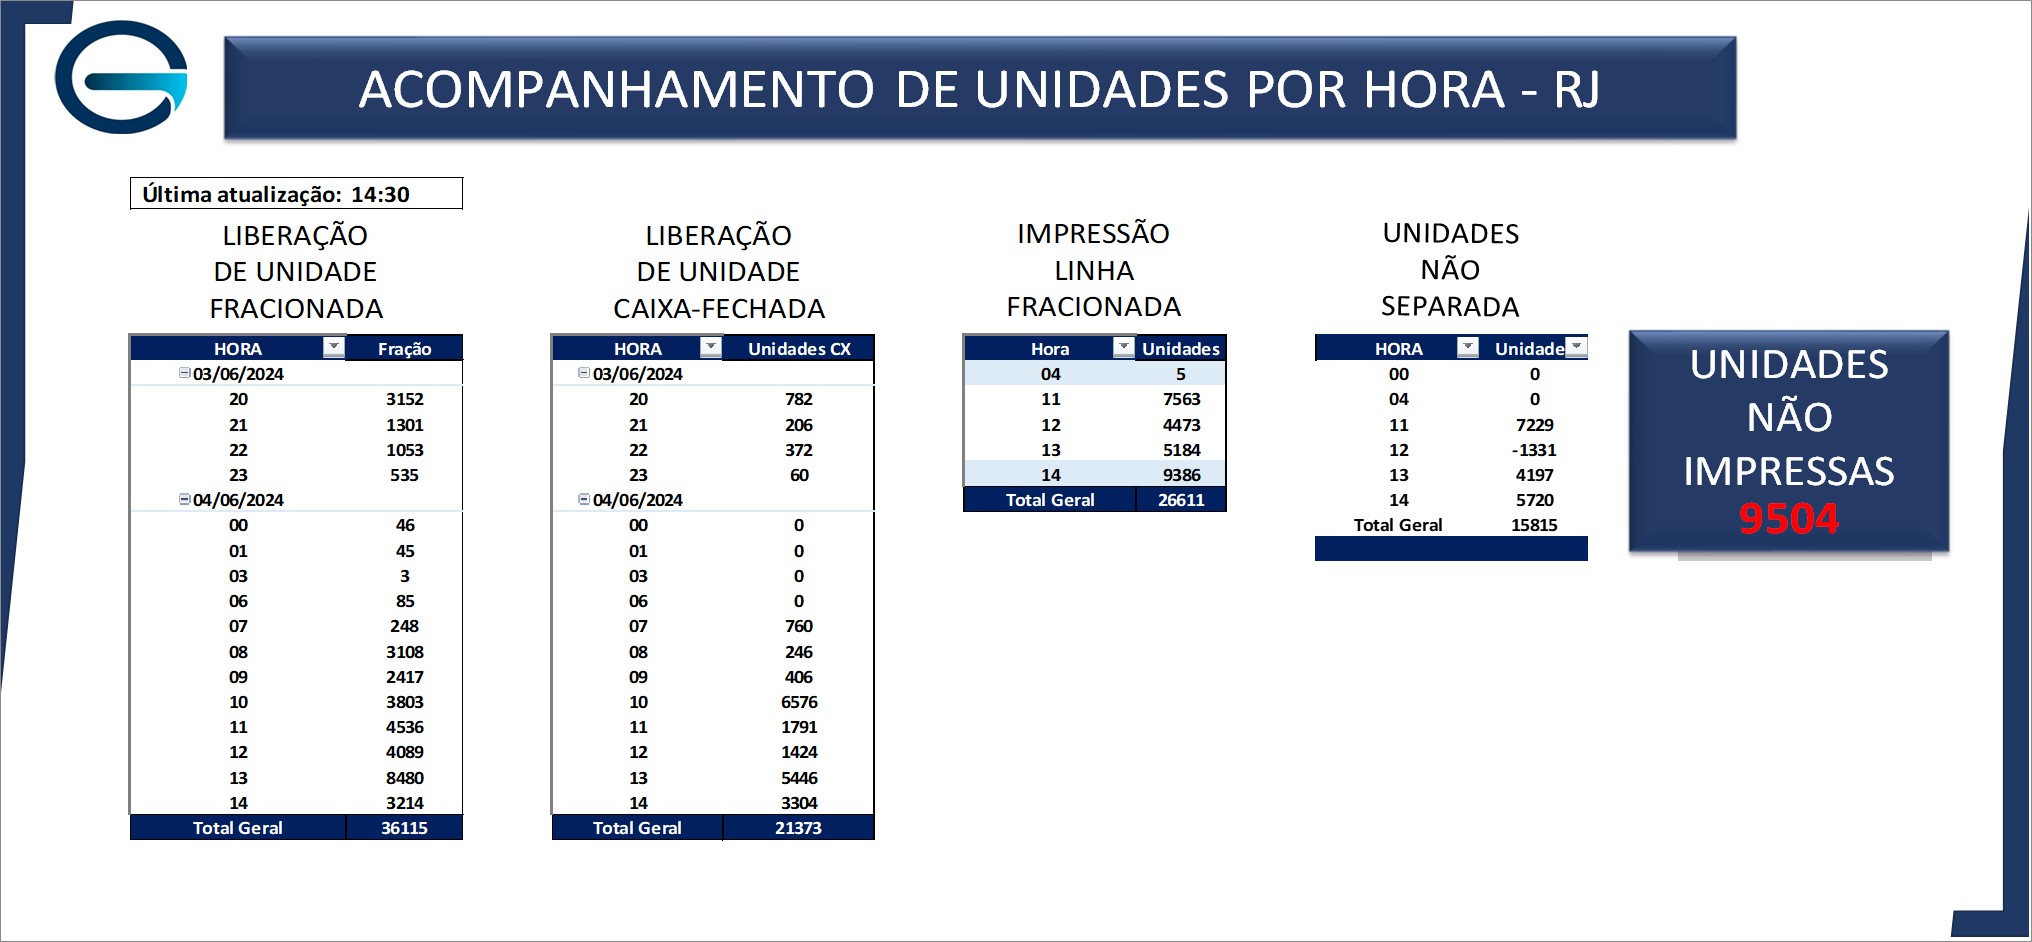 ACOMPANHAMENTO DE UNIDADES POR HORA - RJ
Última atualização: 14:30
LIBERAÇÃO
DE UNIDADE
FRACIONADA
HORA Fração
03/06/2024
20 3152
21 1301
22 1053
23 535
04/06/2024
00 46
01 45
03 3
06 85
07 248
08 3108
09 2417
10 3803
11 4536
12 4089
13 8480
14 3214
Total Geral 36115
LIBERAÇÃO
DE UNIDADE
CAIXA-FECHADA
HORA Unidades CX
03/06/2024
20 782
21 206
22 372
23 60
04/06/2024
00 0
01 0
03 0
06 0
07 760
08 246
09 406
10 6576
11 1791
12 1424
13 5446
14 3304
Total Geral 21373
IMPRESSÃO
LINHA
FRACIONADA
Hora Unidades
04 5
11 7563
12 4473
13 5184
14 9386
Total Geral 26611
UNIDADES
NÃO
SEPARADA
HORA Unidade
00 0
04 0
11 7229
12 -1331
13 4197
14 5720
Total Geral 15815
UNIDADES
NÃO
IMPRESSAS
9504